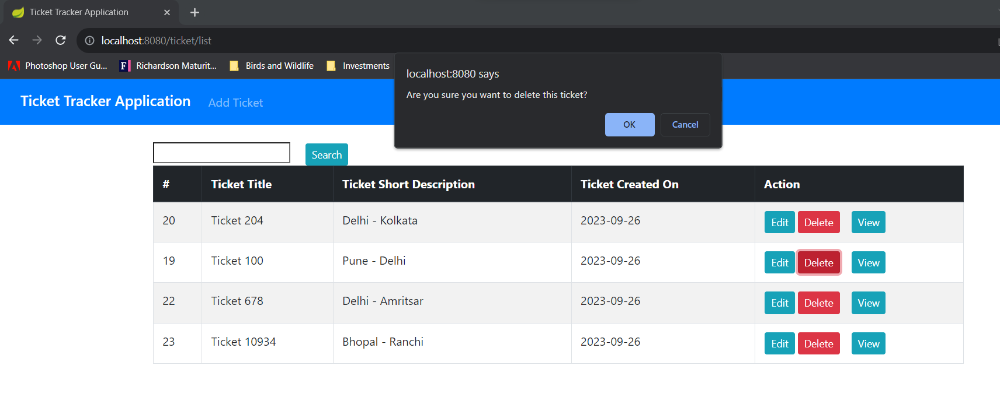 Ticket Tracker Application
localhost:8080/ticket/list
Photoshop User Gu... Richardson Maturit... Birds and Wildlife Investments
localhost:8080 says
Are you sure you want to delete this ticket?
OK Cancel
Ticket Tracker Application Add Ticket
Search
# Ticket Title Ticket Short Description Ticket Created On Action
20 Ticket 204 Delhi - Kolkata 2023-09-26 Edit Delete View
19 Ticket 100 Pune - Delhi 2023-09-26 Edit Delete View
22 Ticket 678 Delhi - Amritsar 2023-09-26 Edit Delete View
23 Ticket 10934 Bhopal - Ranchi 2023-09-26 Edit Delete View